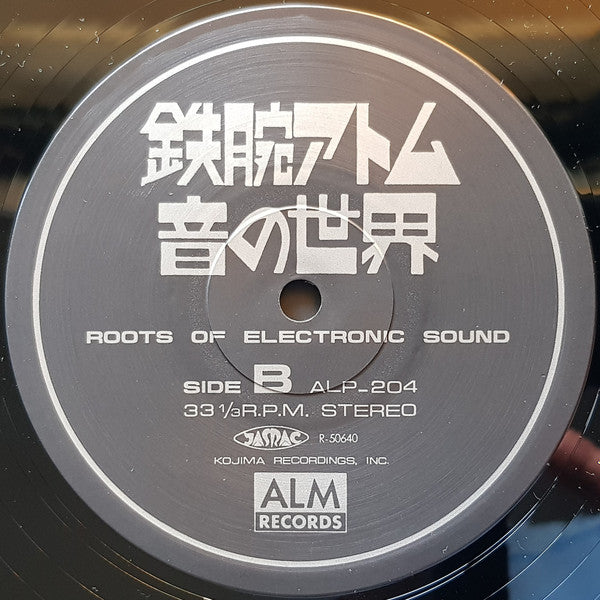 鉄腕アトム
音の世界
ROOTS OF ELECTRONIC SOUND
SIDE B ALP-204
33 1/3 R.P.M. STEREO
JASRAC R-50640
KOJIMA RECORDINGS, INC.
ALM
RECORDS